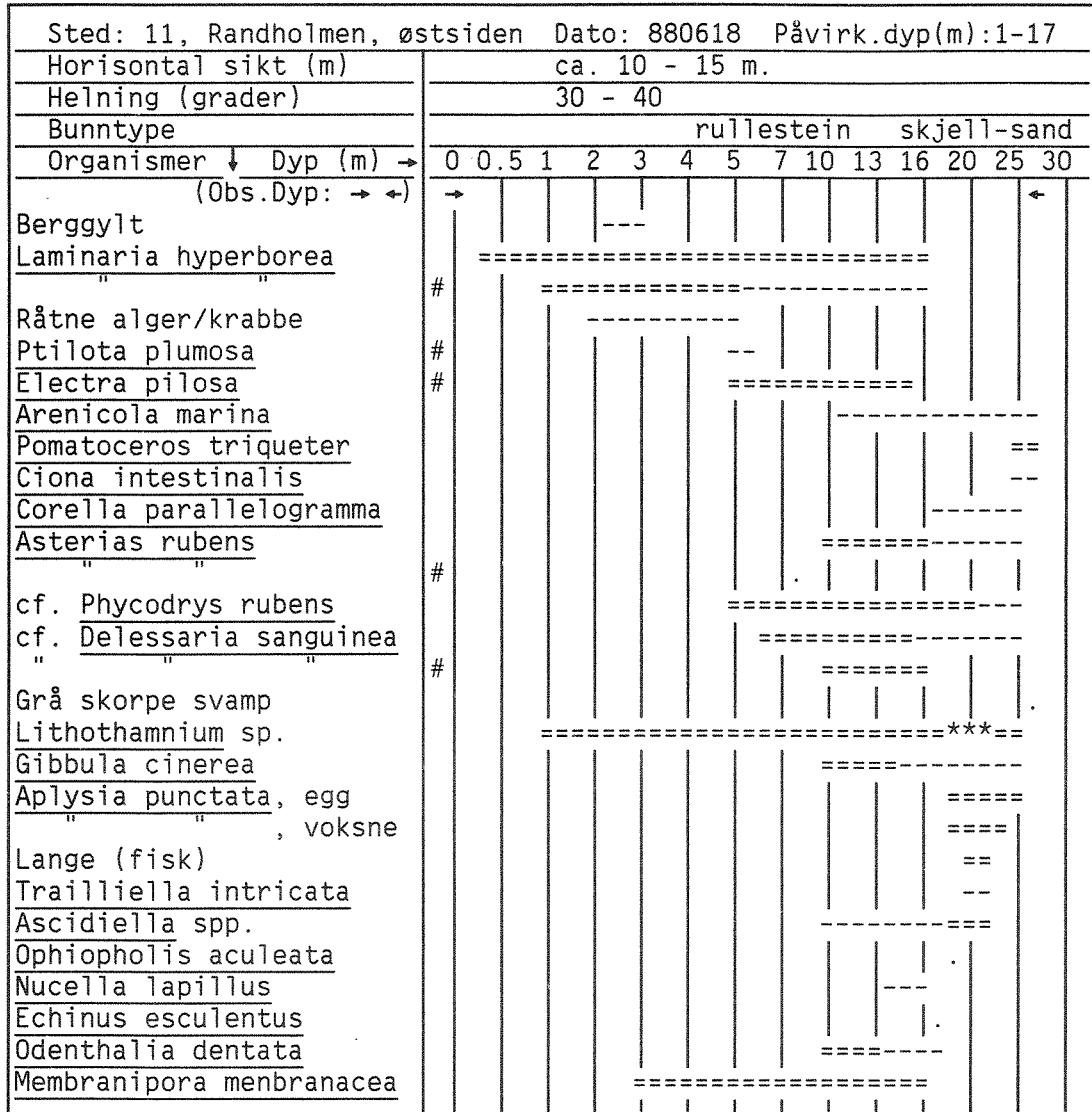 Sted: 11, Randholmen, østsiden Dato: 880618 Påvirk.dyp(m):1-17
Horisontal sikt (m) ca. 10 - 15 m.
Helning (grader) 30 - 40
Bunntype rullestein skjell-sand
Organismer ↓ Dyp (m) → 0 0.5 1 2 3 4 5 7 10 13 16 20 25 30
(Obs.Dyp: → ←) → ←
Berggylt ---
Laminaria hyperborea =============================
" " # =============------------
Råtne alger/krabbe ----------
Ptilota plumosa # --
Electra pilosa # ============
Arenicola marina -------------
Pomatoceros triqueter ==
Ciona intestinalis --
Corella parallelogramma ------
Asterias rubens =======------
" " # .
cf. Phycodrys rubens ================---
cf. Delessaria sanguinea ==========-------
" " " # =======
Grå skorpe svamp .
Lithothamnium sp. ==========================***==
Gibbula cinerea =====--------
Aplysia punctata, egg =====
" " , voksne ====
Lange (fisk) ==
Trailliella intricata --
Ascidiella spp. --------===
Ophiopholis aculeata .
Nucella lapillus ---
Echinus esculentus .
Odenthalia dentata ====----
Membranipora menbranacea ===================